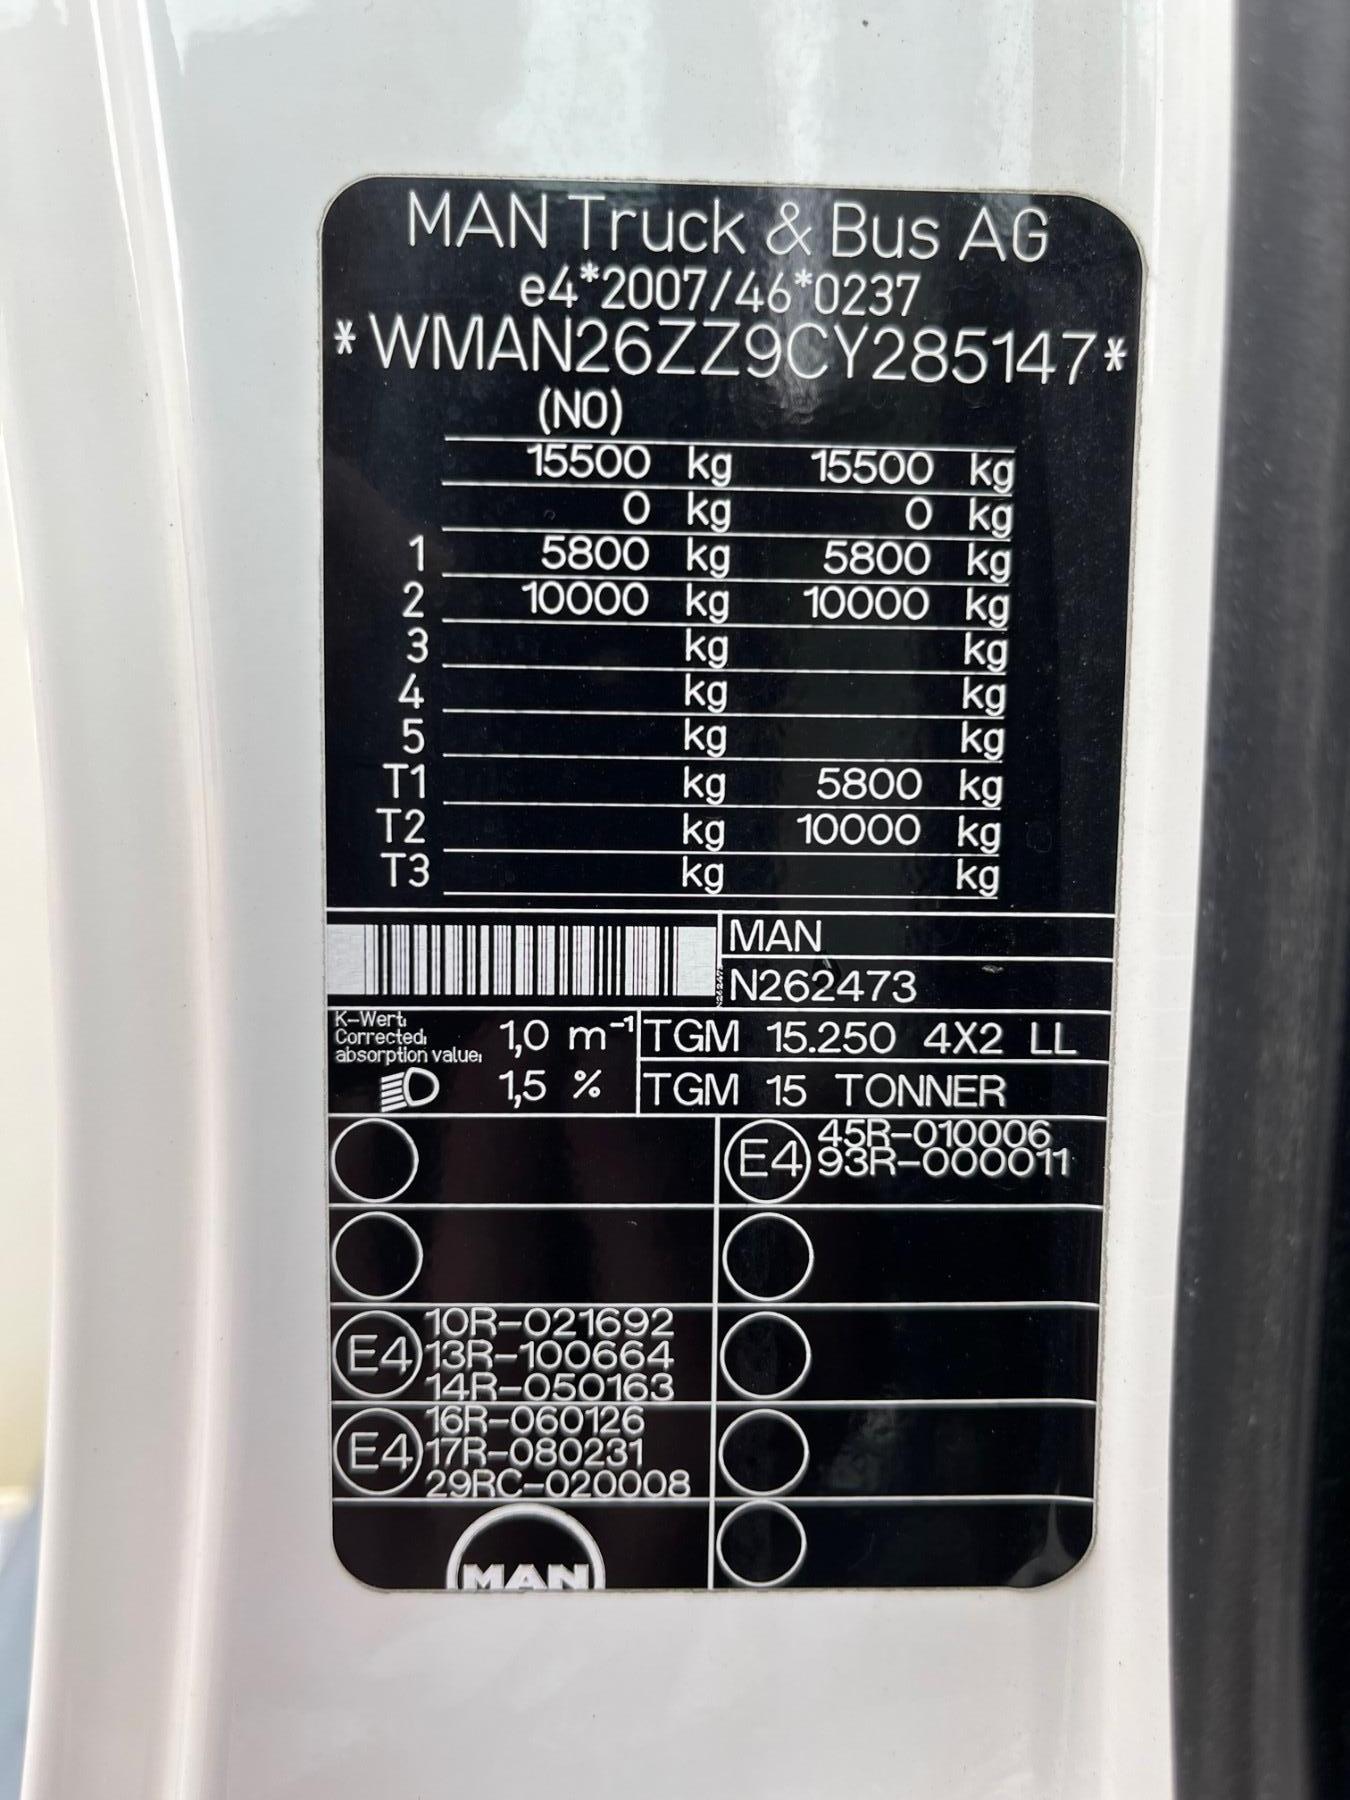 MAN Truck & Bus AG
e4*2007/46*0237
*WMAN26ZZ9CY285147*
(NO)
15500 kg 15500 kg
0 kg 0 kg
1 5800 kg 5800 kg
2 10000 kg 10000 kg
3 kg kg
4 kg kg
5 kg kg
T1 kg 5800 kg
T2 kg 10000 kg
T3 kg kg
MAN
N262473
N262473
K-Wert:
Corrected:
absorption value:
1,0 m-1
1,5 %
TGM 15.250 4X2 LL
TGM 15 TONNER
E4 45R-010006
93R-000011
E4 10R-021692
13R-100664
14R-050163
E4 16R-060126
17R-080231
29RC-020008
MAN